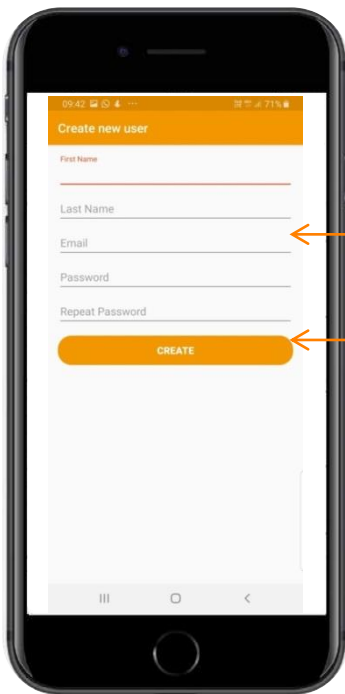 09:42
71%
Create new user
First Name
Last Name
Email
Password
Repeat Password
CREATE